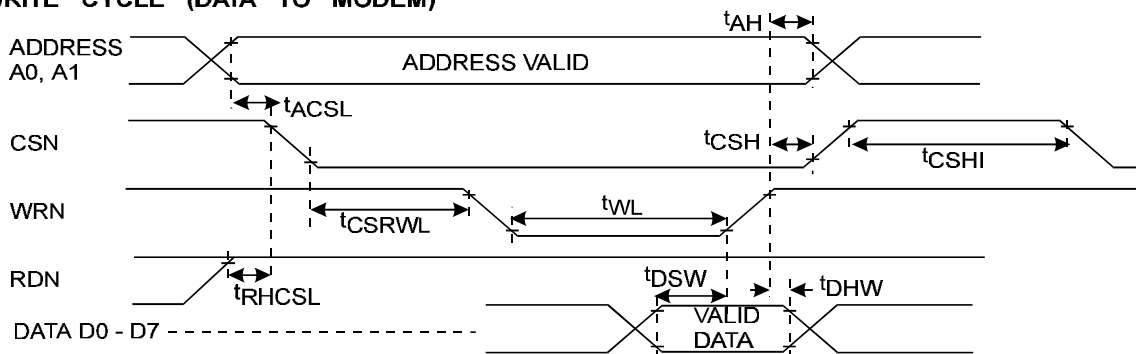 WRITE CYCLE (DATA TO MODEM)
tAH
ADDRESS
A0, A1
ADDRESS VALID
tACSL
CSN
tCSH
tCSHI
WRN
tCSRWL
tWL
RDN
tRHCSL
tDSW
tDHW
DATA D0 - D7
VALID
DATA